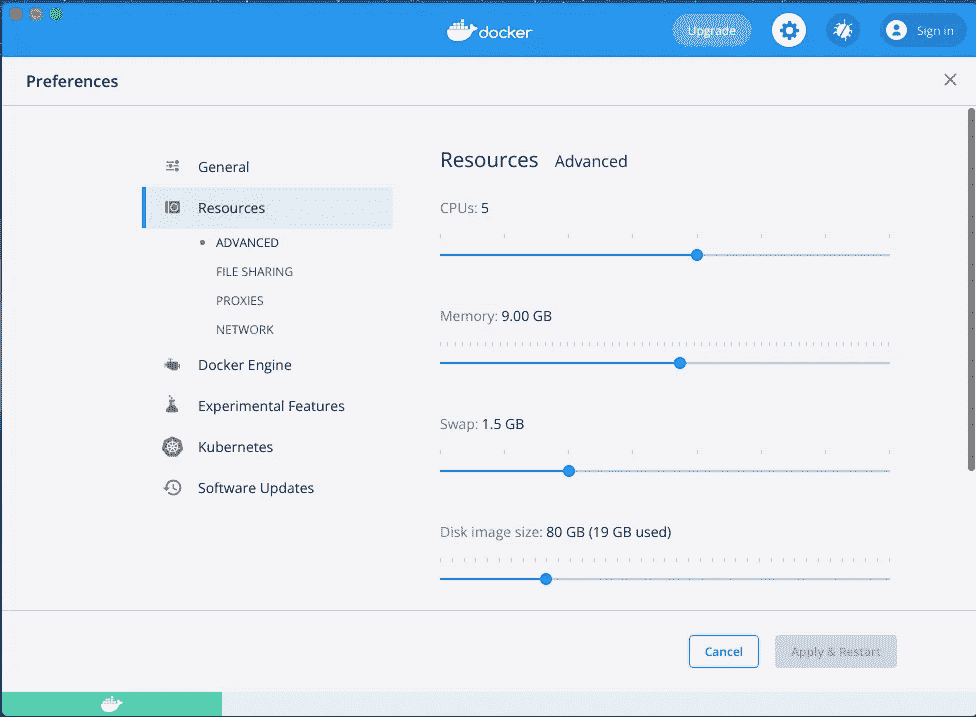 docker
Upgrade
Sign in
Preferences
General
Resources
ADVANCED
FILE SHARING
PROXIES
NETWORK
Docker Engine
Experimental Features
Kubernetes
Software Updates
Resources Advanced
CPUs: 5
Memory: 9.00 GB
Swap: 1.5 GB
Disk image size: 80 GB (19 GB used)
Cancel
Apply & Restart